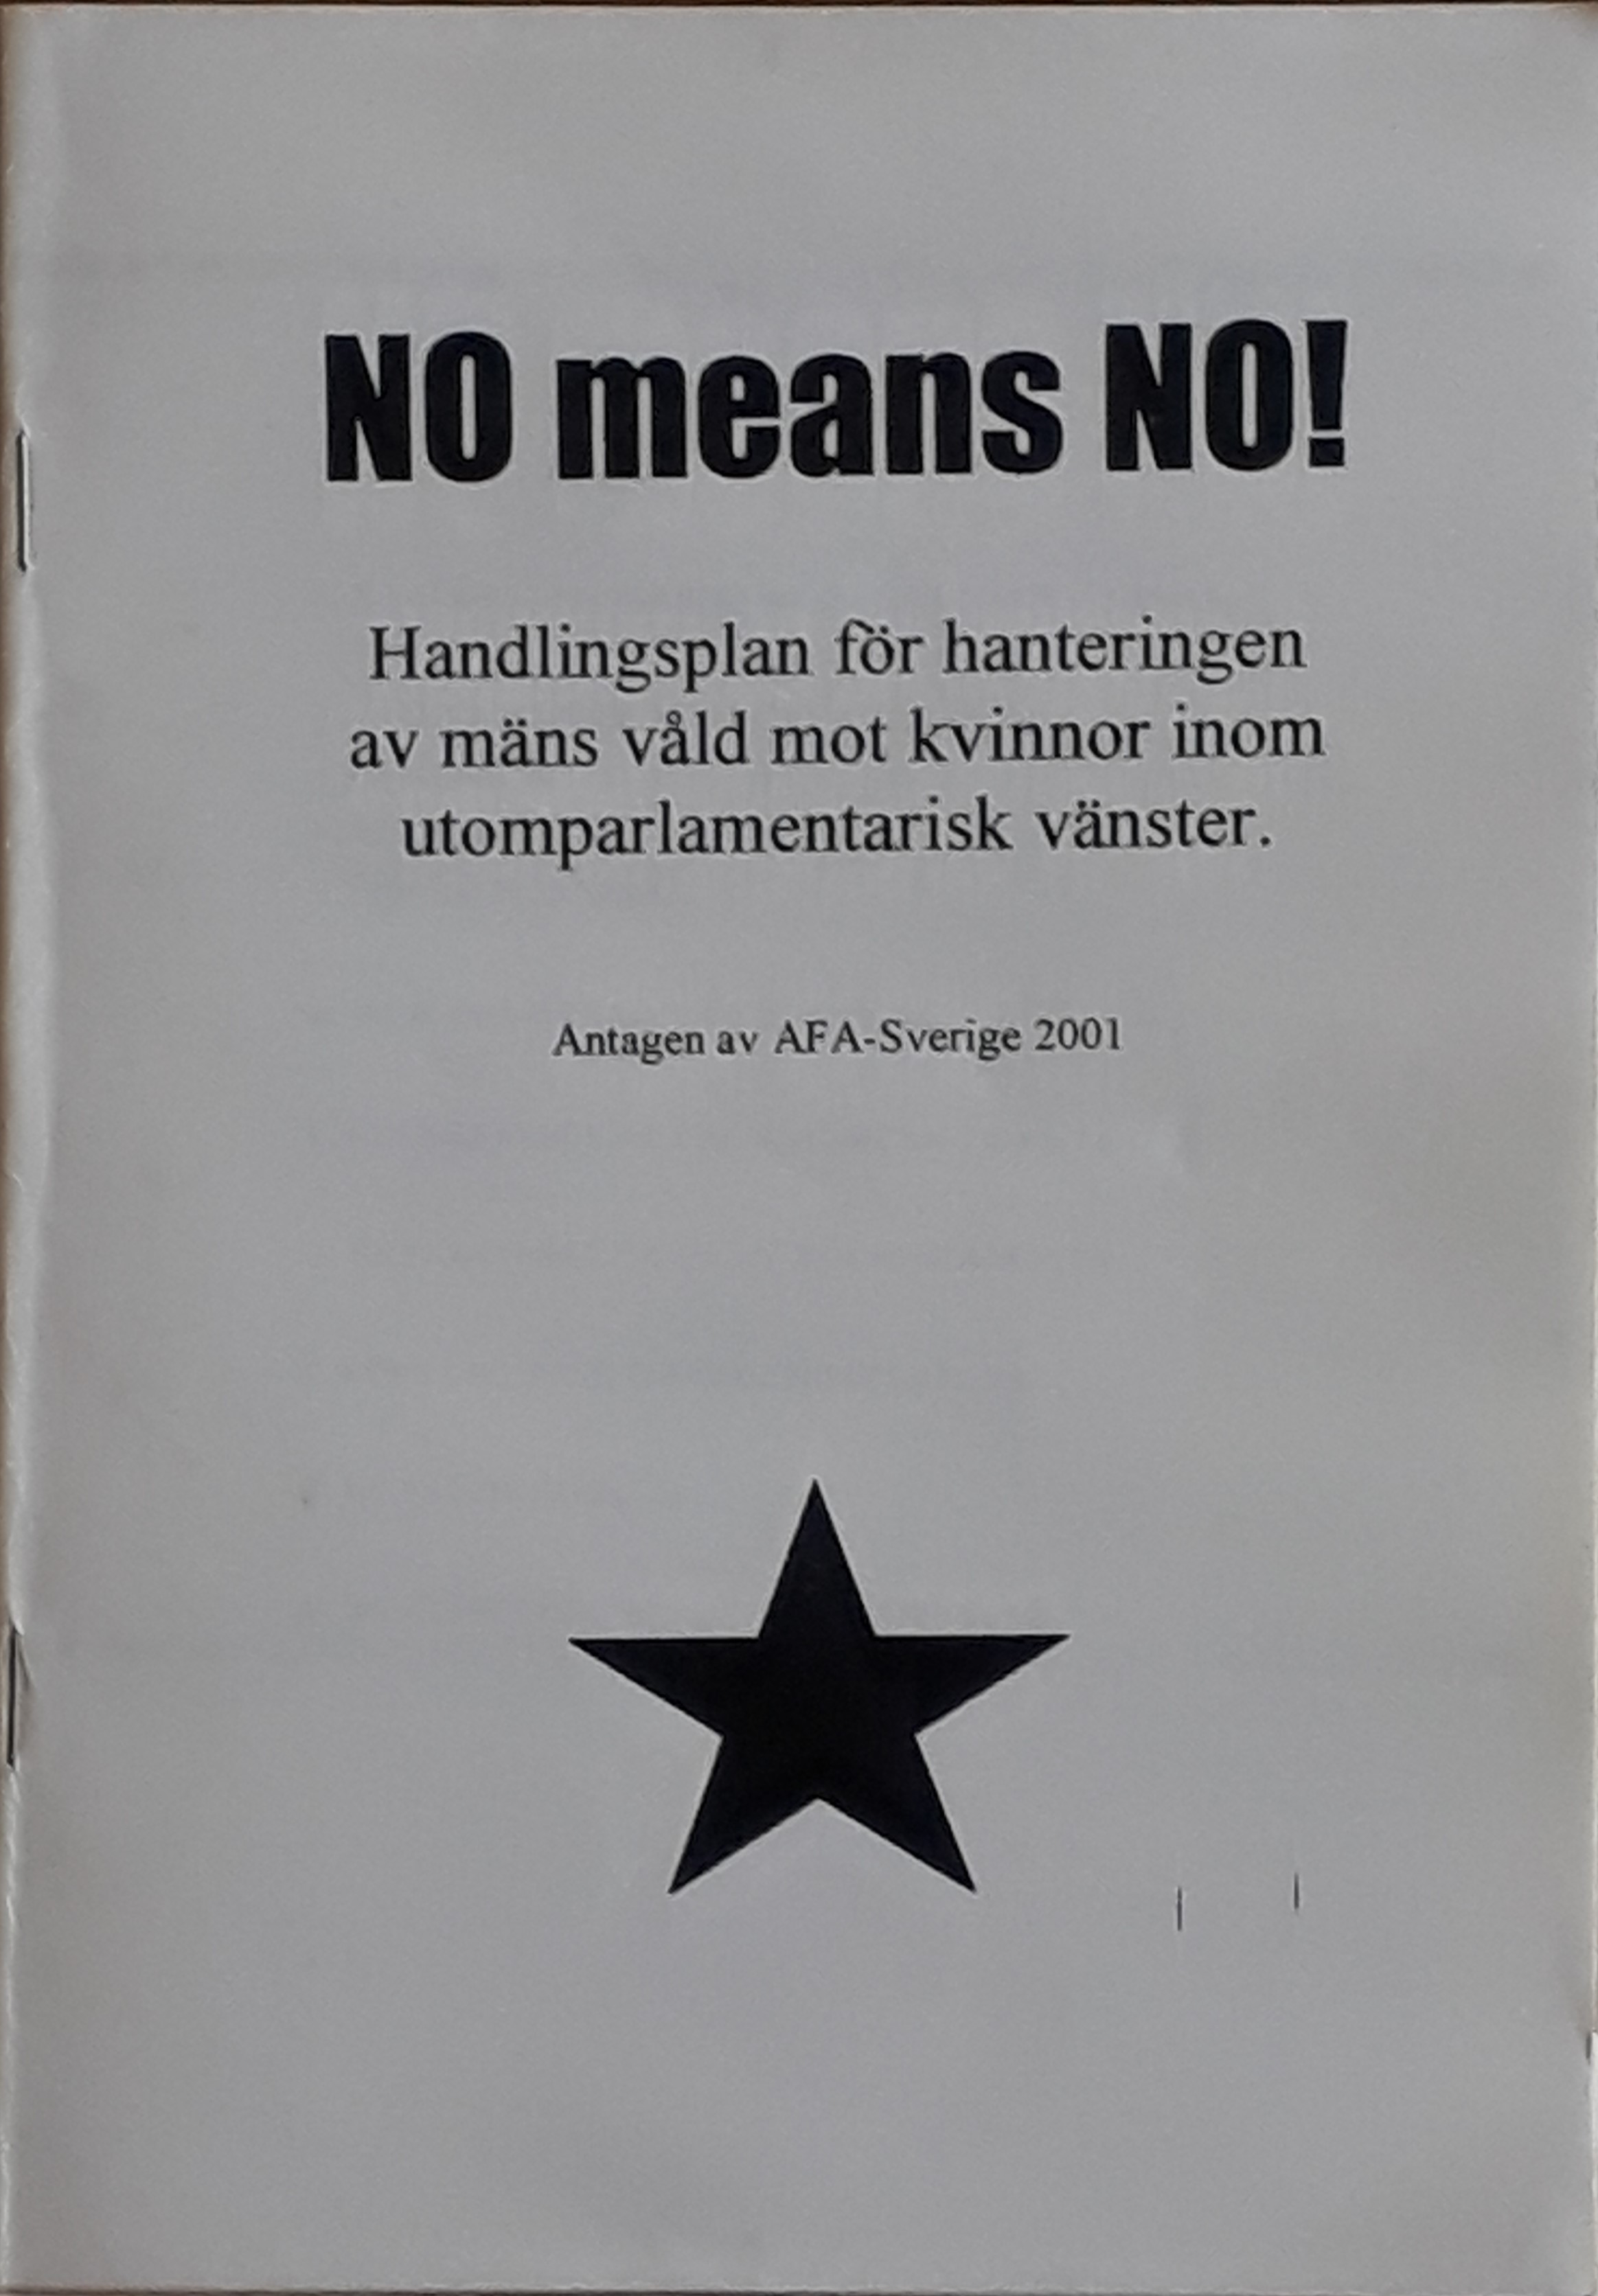 NO means NO!
Handlingsplan för hanteringen
av mäns våld mot kvinnor inom
utomparlamentarisk vänster.
Antagen av AFA-Sverige 2001